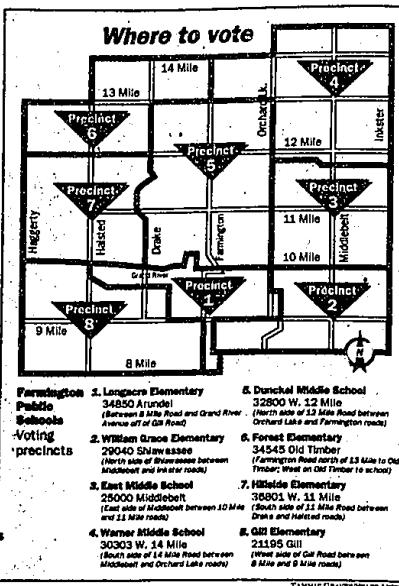 Where to vote
14 Mile
13 Mile
Precinct
4
Orchard Lk.
Inkster
Precinct
6
Precinct
5
12 Mile
Precinct
7
Precinct
3
11 Mile
Haggerty
Halsted
Drake
Farmington
Middlebelt
10 Mile
Grand River
Precinct
1
Precinct
2
Precinct
8
9 Mile
8 Mile
N
Farmington
Public
Schools
Voting
precincts
1. Longacre Elementary
34850 Arundel
(Between 8 Mile Road and Grand River
Avenue off of Gill Road)
2. William Grace Elementary
29040 Shiawassee
(North side of Shiawassee between
Middlebelt and Inkster roads)
3. East Middle School
25000 Middlebelt
(East side of Middlebelt between 10 Mile
and 11 Mile roads)
4. Warner Middle School
30303 W. 14 Mile
(South side of 14 Mile Road between
Middlebelt and Orchard Lake roads)
5. Dunckel Middle School
32800 W. 12 Mile
(North side of 12 Mile Road between
Orchard Lake and Farmington roads)
6. Forest Elementary
34545 Old Timber
(Farmington Road north of 13 Mile to Old
Timber; West on Old Timber to school)
7. Hillside Elementary
36801 W. 11 Mile
(South side of 11 Mile Road between
Drake and Halsted roads)
8. Gill Elementary
21195 Gill
(West side of Gill Road between
8 Mile and 9 Mile roads)